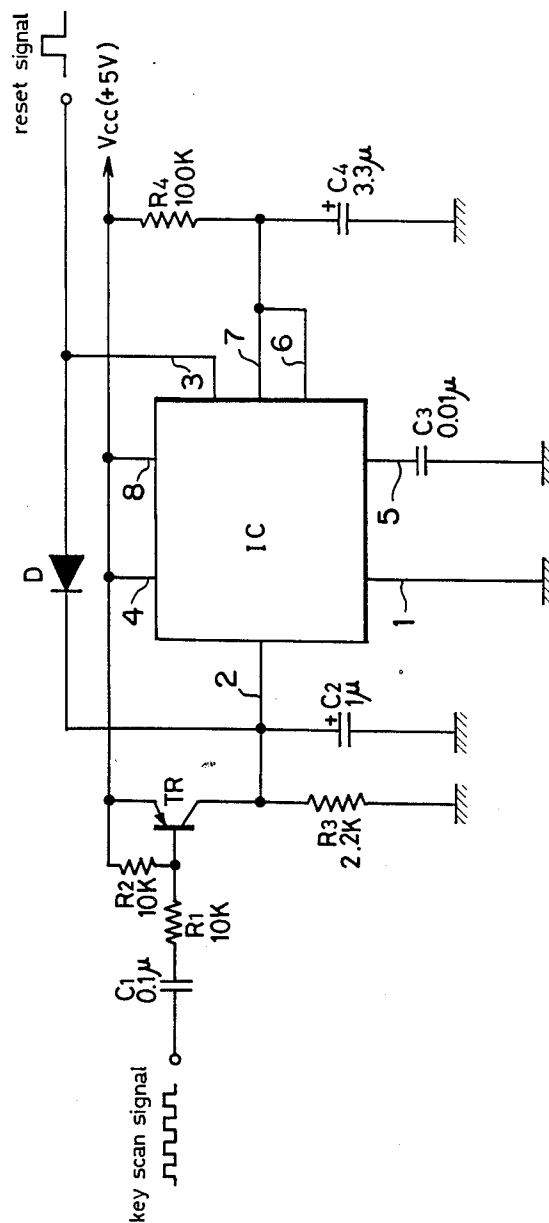 reset signal
Vcc(+5V)
R4
100K
C4
+
3.3μ
3
7
6
8
4
D
IC
5
C3
0.01μ
1
2
+
C2
1μ
TR
R3
2.2K
R2
10K
R1
10K
C1
0.1μ
key scan signal